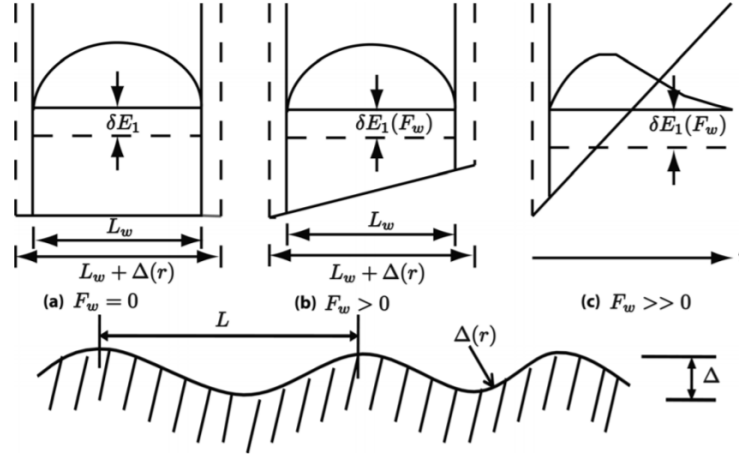 δE₁ δE₁(F_w) δE₁(F_w)
L_w L_w
L_w + Δ(r) L_w + Δ(r)
(a) F_w = 0 (b) F_w > 0 (c) F_w >> 0
L Δ(r)
Δ